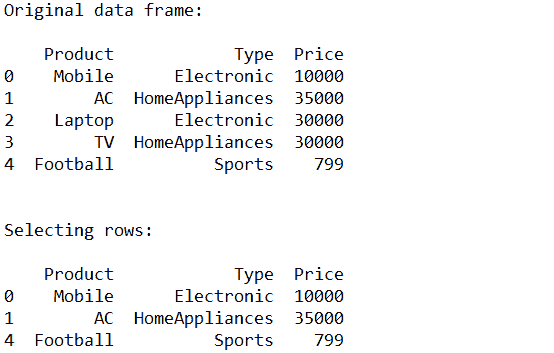 Original data frame:
Product Type Price
0 Mobile Electronic 10000
1 AC HomeAppliances 35000
2 Laptop Electronic 30000
3 TV HomeAppliances 30000
4 Football Sports 799
Selecting rows:
Product Type Price
0 Mobile Electronic 10000
1 AC HomeAppliances 35000
4 Football Sports 799